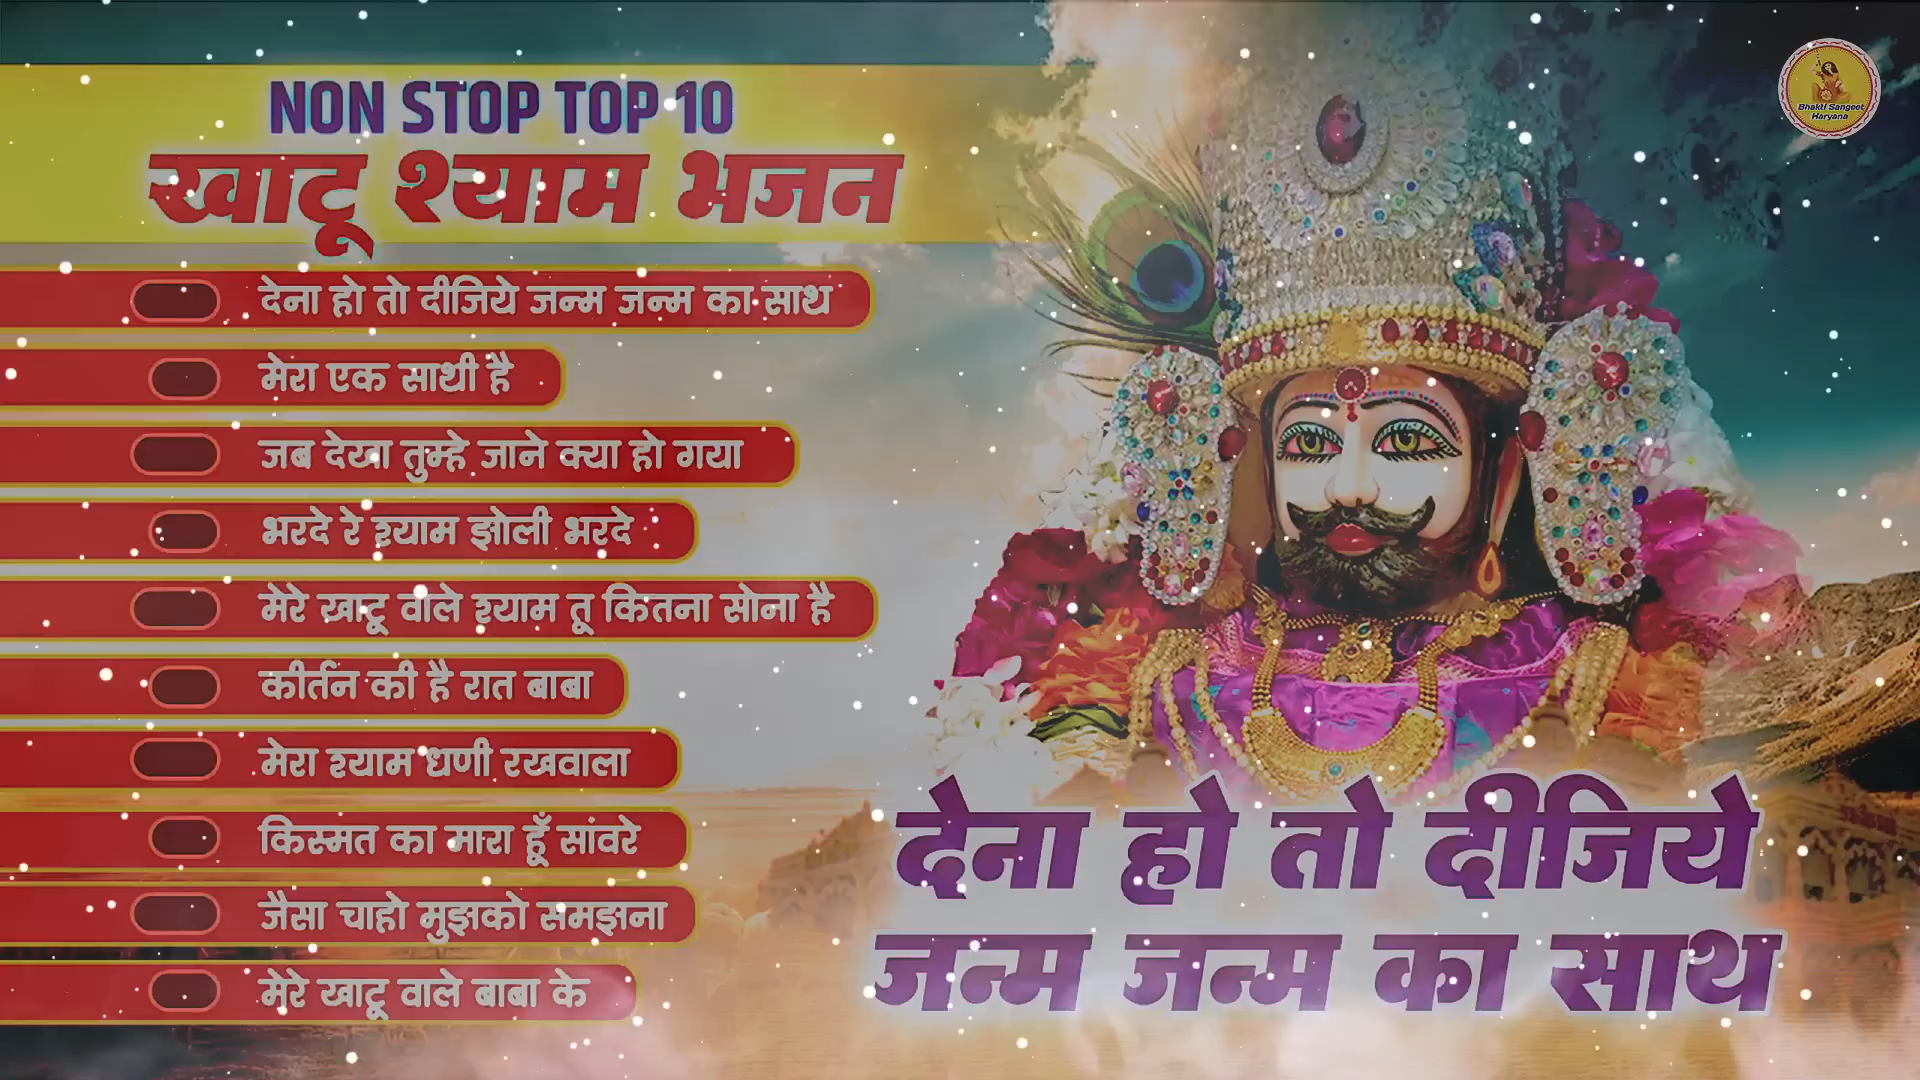 NON STOP TOP 10
खाटू श्याम भजन
देना हो तो दीजिये जन्म जन्म का साथ
मेरा एक साथी है
जब देखा तुम्हे जाने क्या हो गया
भरदे रे श्याम झोली भरदे
मेरे खाटू वाले श्याम तू कितना सोना है
कीर्तन की है रात बाबा
मेरा श्याम धणी रखवाला
किस्मत का मारा हूँ सांवरे
जैसा चाहो मुझको समझना
मेरे खाटू वाले बाबा के
Bhakti Sangeet
Haryana
देना हो तो दीजिये
जन्म जन्म का साथ